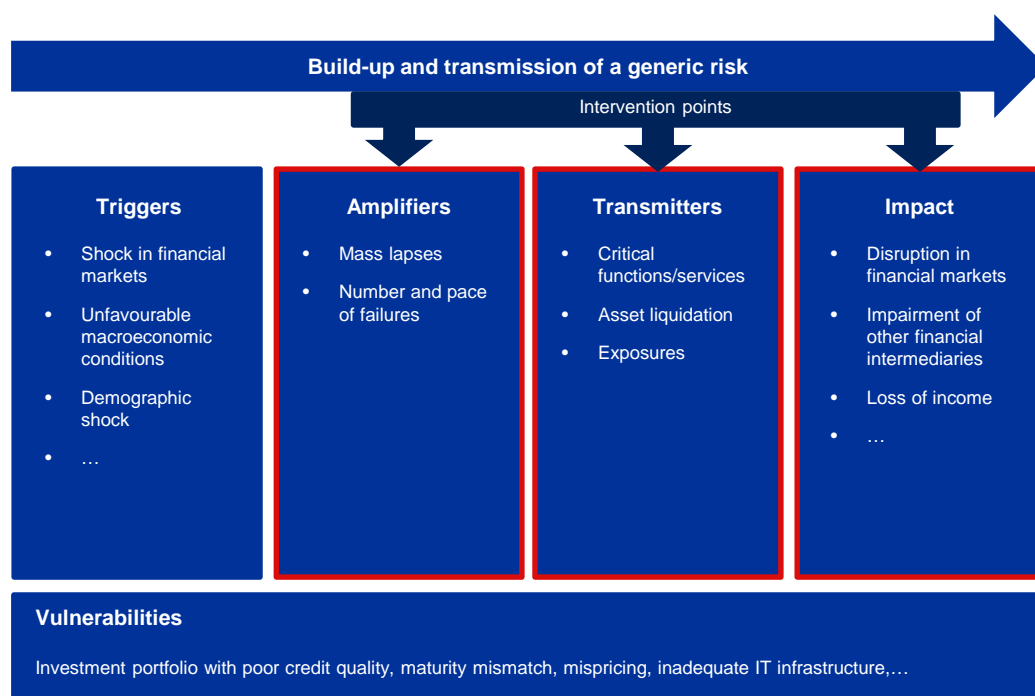 Build-up and transmission of a generic risk
Intervention points
Triggers
• Shock in financial
markets
• Unfavourable
macroeconomic
conditions
• Demographic
shock
• …
Amplifiers
• Mass lapses
• Number and pace
of failures
Transmitters
• Critical
functions/services
• Asset liquidation
• Exposures
Impact
• Disruption in
financial markets
• Impairment of
other financial
intermediaries
• Loss of income
• …
Vulnerabilities
Investment portfolio with poor credit quality, maturity mismatch, mispricing, inadequate IT infrastructure,…